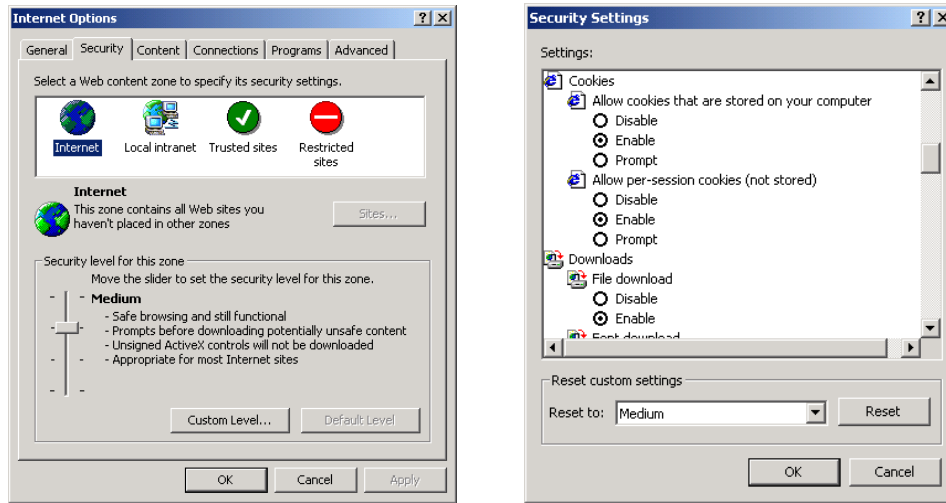 Internet Options
General Security Content Connections Programs Advanced
Select a Web content zone to specify its security settings.
Internet Local intranet Trusted sites Restricted
sites
Internet
This zone contains all Web sites you
haven't placed in other zones
Sites...
Security level for this zone
Move the slider to set the security level for this zone.
Medium
- Safe browsing and still functional
- Prompts before downloading potentially unsafe content
- Unsigned ActiveX controls will not be downloaded
- Appropriate for most Internet sites
Custom Level... Default Level
OK Cancel Apply
Security Settings
Settings:
Cookies
Allow cookies that are stored on your computer
Disable
Enable
Prompt
Allow per-session cookies (not stored)
Disable
Enable
Prompt
Downloads
File download
Disable
Enable
Font download
Reset custom settings
Reset to: Medium Reset
OK Cancel